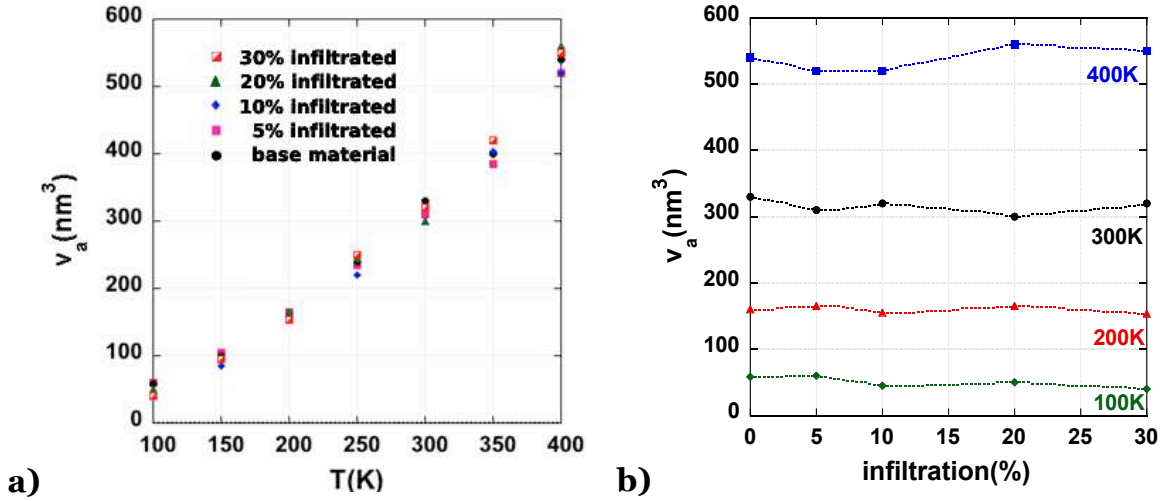 600
500
400
300
200
100
0
v_a (nm³)
30% infiltrated
20% infiltrated
10% infiltrated
5% infiltrated
base material
100 150 200 250 300 350 400
T(K)
a)
600
500
400
300
200
100
0
v_a (nm³)
400K
300K
200K
100K
0 5 10 15 20 25 30
infiltration(%)
b)